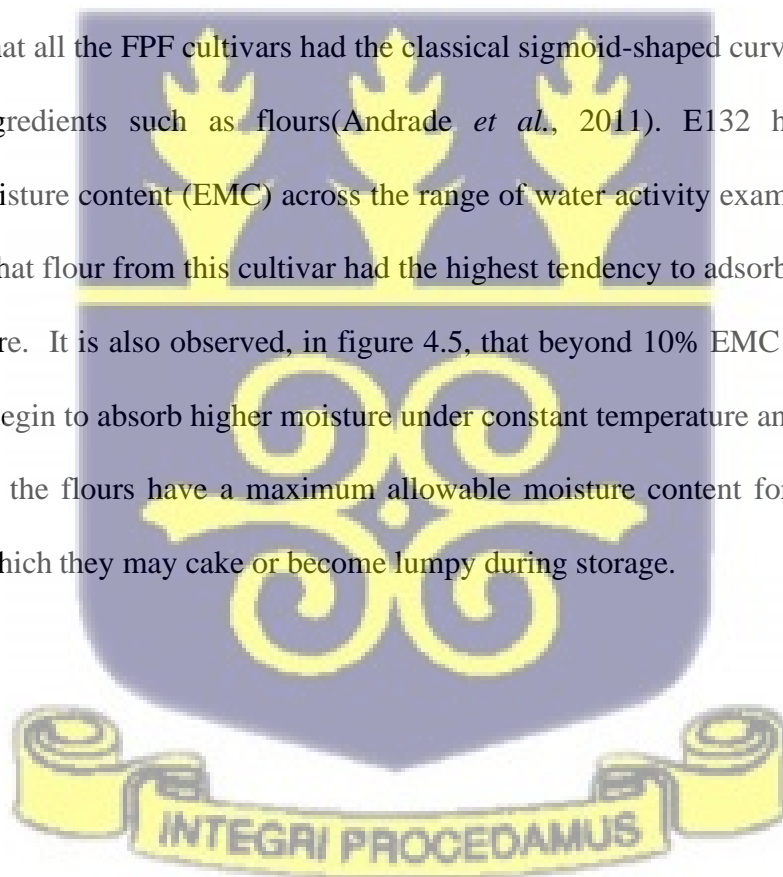 hat all the FPF cultivars had the classical sigmoid-shaped curv
gredients such as flours(Andrade et al., 2011). E132 h
oisture content (EMC) across the range of water activity exam
hat flour from this cultivar had the highest tendency to adsorb
re. It is also observed, in figure 4.5, that beyond 10% EMC
egin to absorb higher moisture under constant temperature an
the flours have a maximum allowable moisture content for
hich they may cake or become lumpy during storage.
INTEGRI PROCEDAMUS